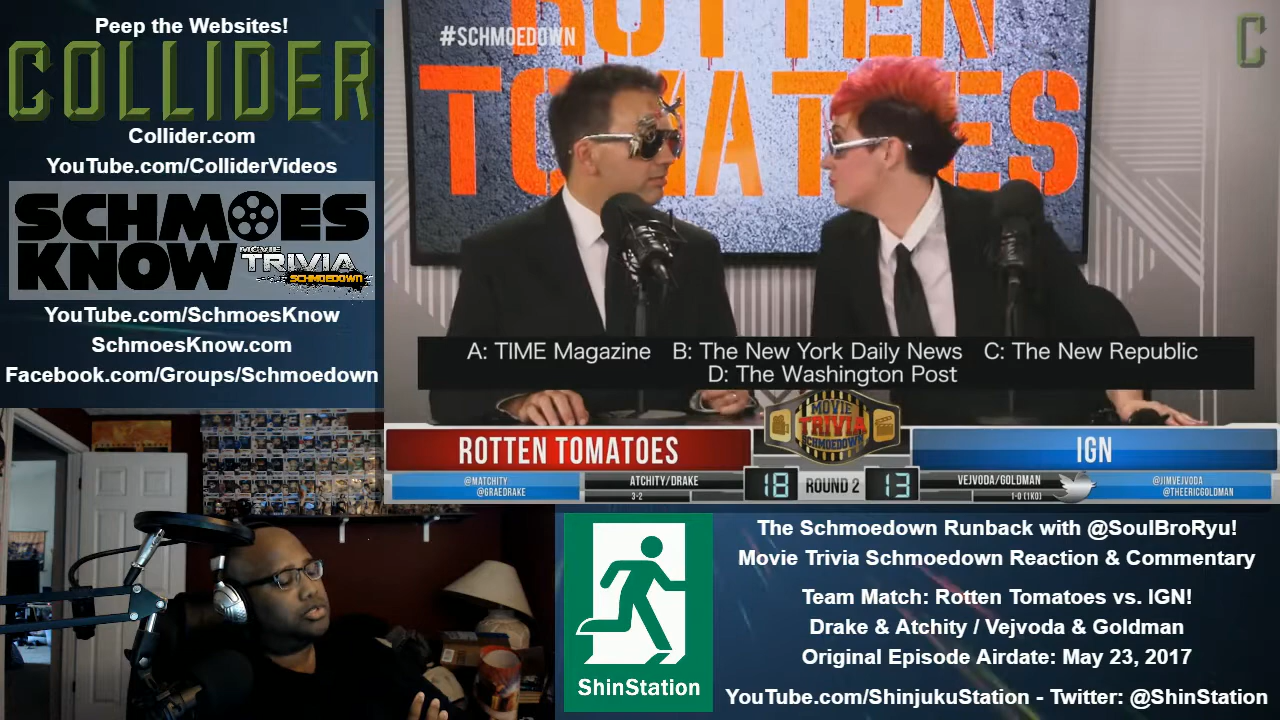 Peep the Websites!
COLLIDER
Collider.com
YouTube.com/ColliderVideos
SCHMOES
KNOW
MOVIE
TRIVIA
SCHMOEDOWN
YouTube.com/SchmoesKnow
SchmoesKnow.com
Facebook.com/Groups/Schmoedown
#SCHMOEDOWN
C
ROTTEN
TOMATOES
A: TIME Magazine B: The New York Daily News C: The New Republic
D: The Washington Post
MOVIE
TRIVIA
SCHMOEDOWN
ROTTEN TOMATOES
IGN
@MATCHITY
@GRAEDRAKE
ATCHITY/DRAKE
3-2
18 ROUND 2 13
VEJVODA/GOLDMAN
1-0 (1KO)
@JIMVEJVODA
@THEERICGOLDMAN
ShinStation
The Schmoedown Runback with @SoulBroRyu!
Movie Trivia Schmoedown Reaction & Commentary
Team Match: Rotten Tomatoes vs. IGN!
Drake & Atchity / Vejvoda & Goldman
Original Episode Airdate: May 23, 2017
YouTube.com/ShinjukuStation - Twitter: @ShinStation